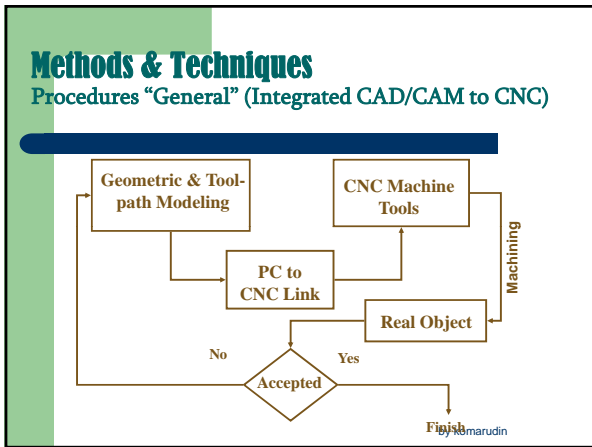 Methods & Techniques
Procedures “General” (Integrated CAD/CAM to CNC)
Geometric & Tool-
path Modeling
CNC Machine
Tools
PC to
CNC Link
Machining
Real Object
No
Yes
Accepted
Finish
by komarudin